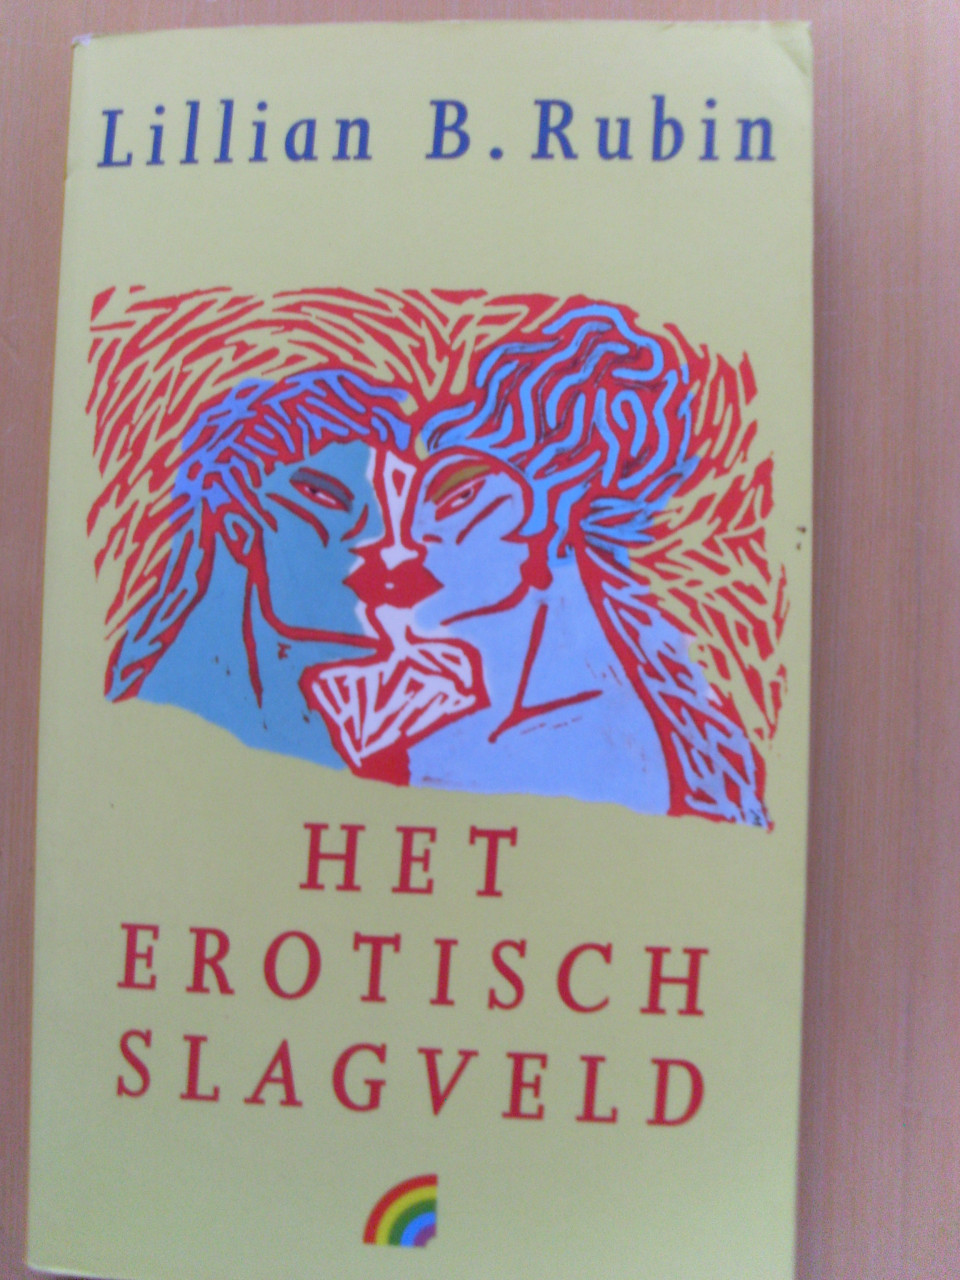 Lillian B. Rubin
HET
EROTISCH
SLAGVELD